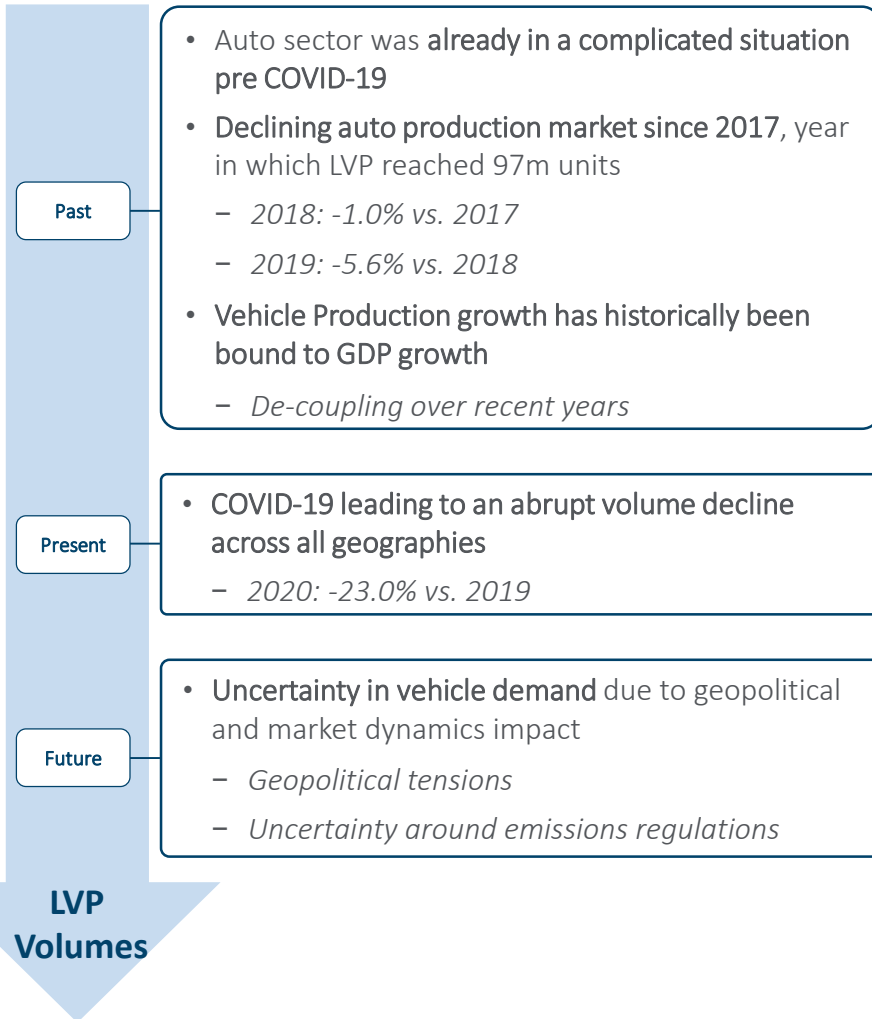 Past
• Auto sector was already in a complicated situation
pre COVID-19
• Declining auto production market since 2017, year
in which LVP reached 97m units
− 2018: -1.0% vs. 2017
− 2019: -5.6% vs. 2018
• Vehicle Production growth has historically been
bound to GDP growth
− De-coupling over recent years
Present
• COVID-19 leading to an abrupt volume decline
across all geographies
− 2020: -23.0% vs. 2019
Future
• Uncertainty in vehicle demand due to geopolitical
and market dynamics impact
− Geopolitical tensions
− Uncertainty around emissions regulations
LVP
Volumes